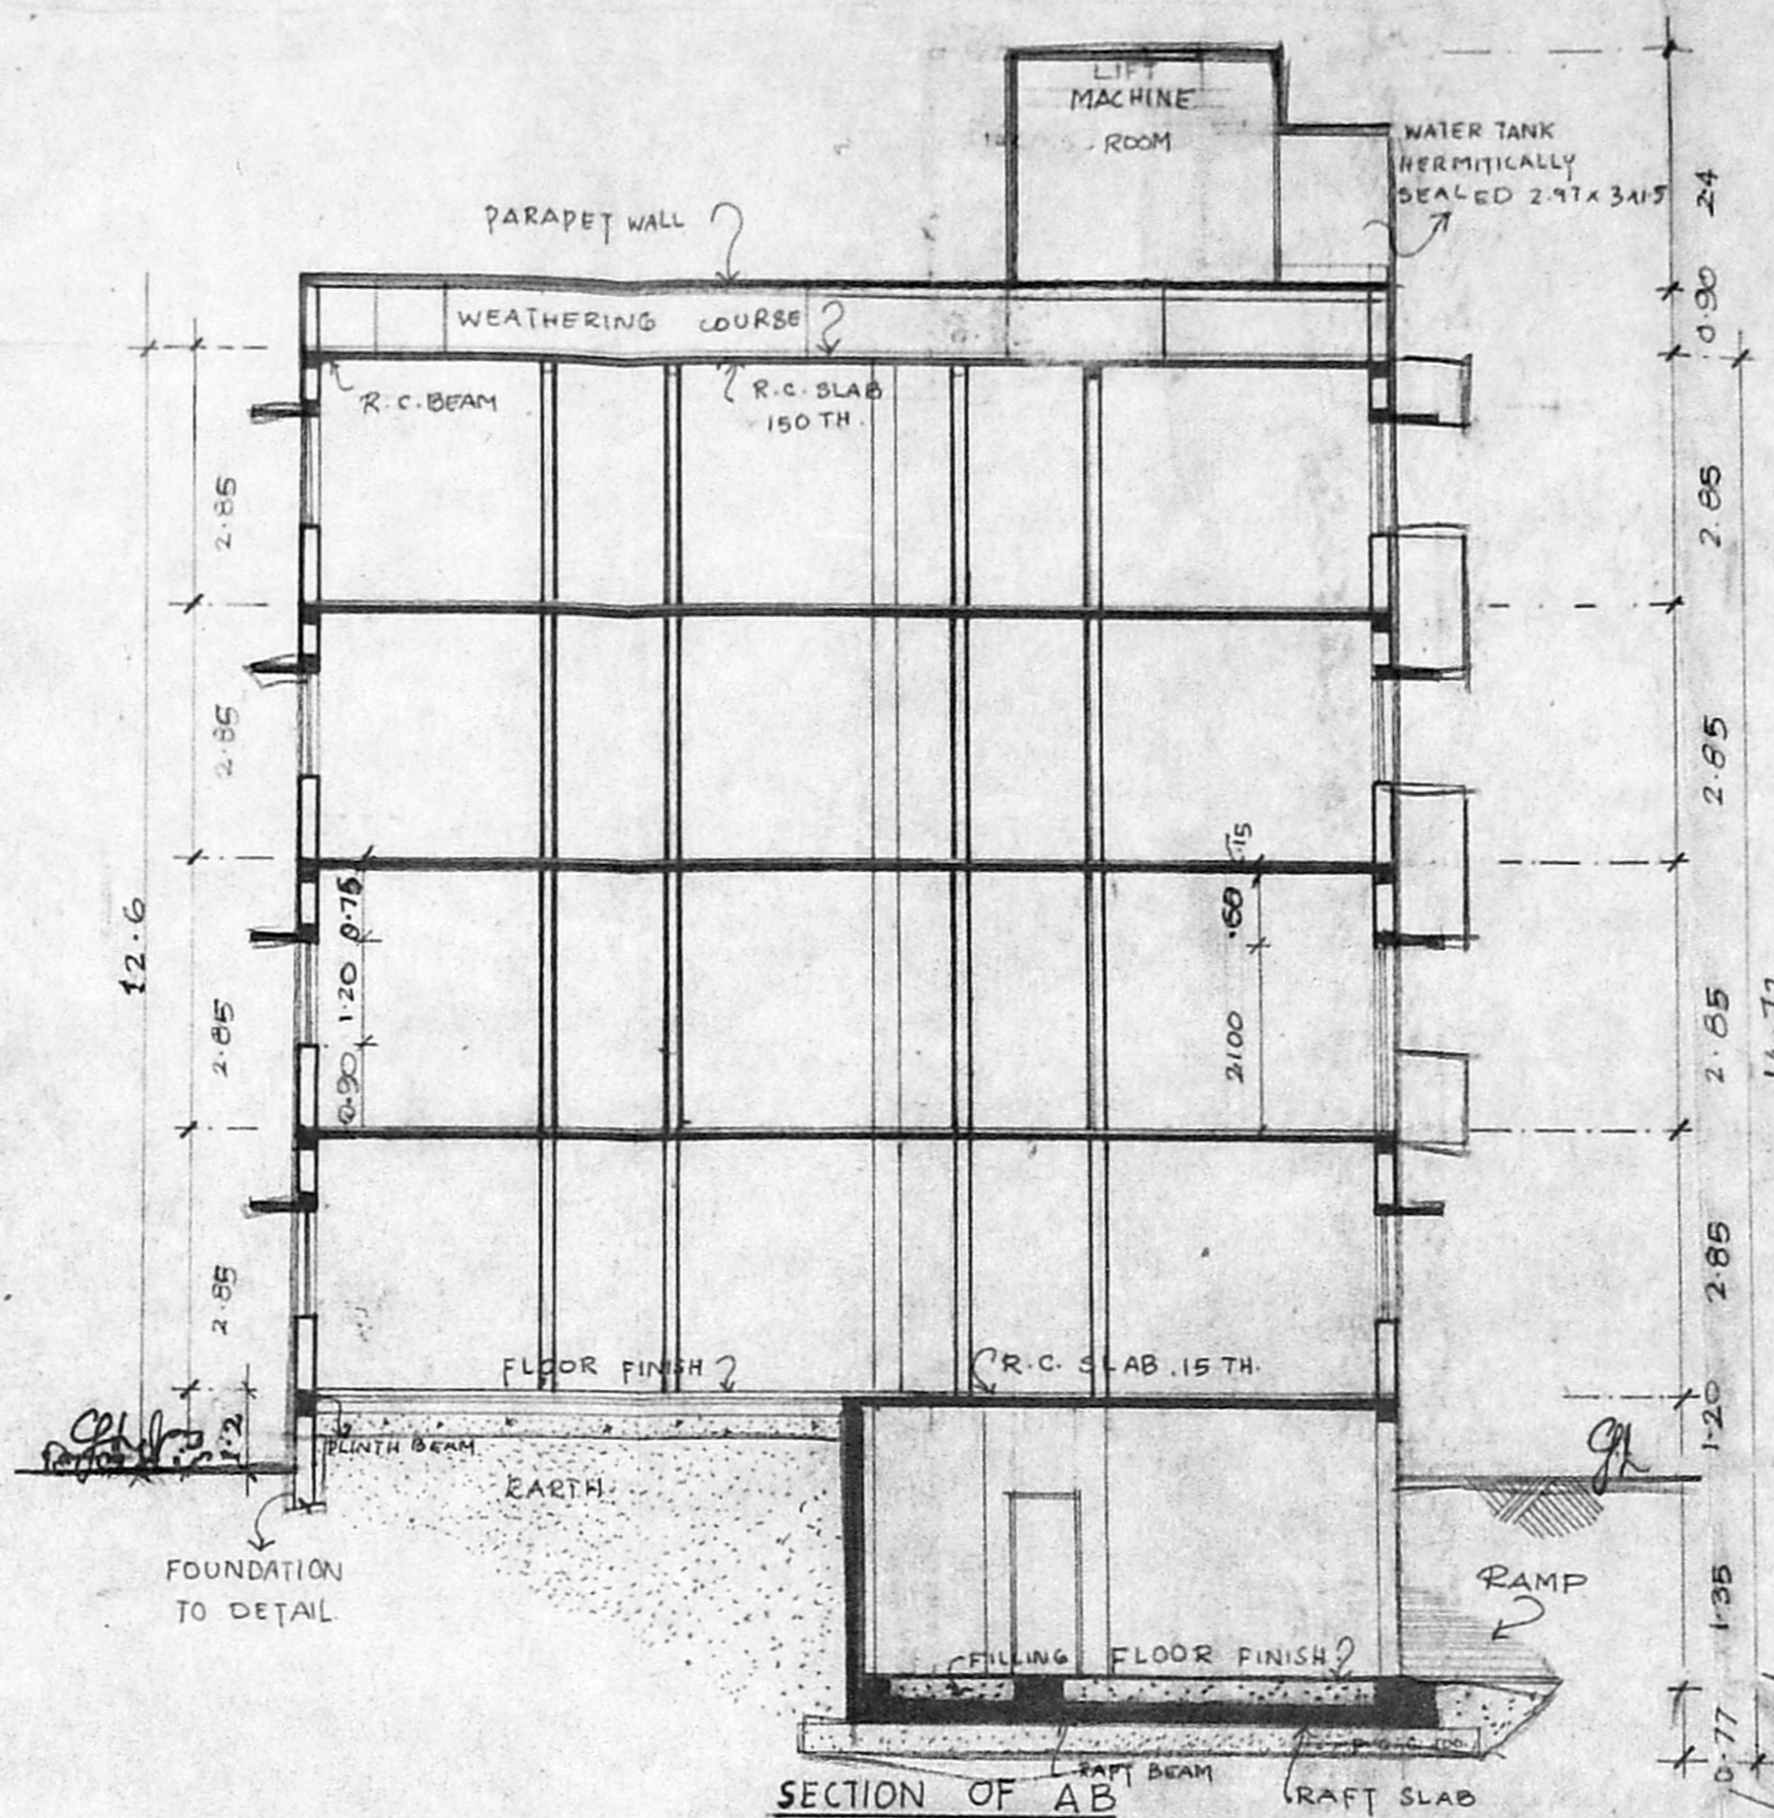 LIFT
MACHINE
ROOM
WATER TANK
HERMITICALLY
SEALED 2.97 X 3 X 1.5
PARAPET WALL
WEATHERING COURSE
R.C. BEAM
R.C. SLAB
150 TH.
2.4
0.90
2.85
2.85
2.85
2.85
1.20
1.35
0.77
2.85
2.85
2.85
2.85
12.6
1.2
0.75
1.20
0.90
.15
.60
2100
FLOOR FINISH
R.C. SLAB .15 TH.
PLINTH BEAM
EARTH
GL
FOUNDATION
TO DETAIL
RAMP
FILLING
FLOOR FINISH
RAFT BEAM
RAFT SLAB
SECTION OF AB